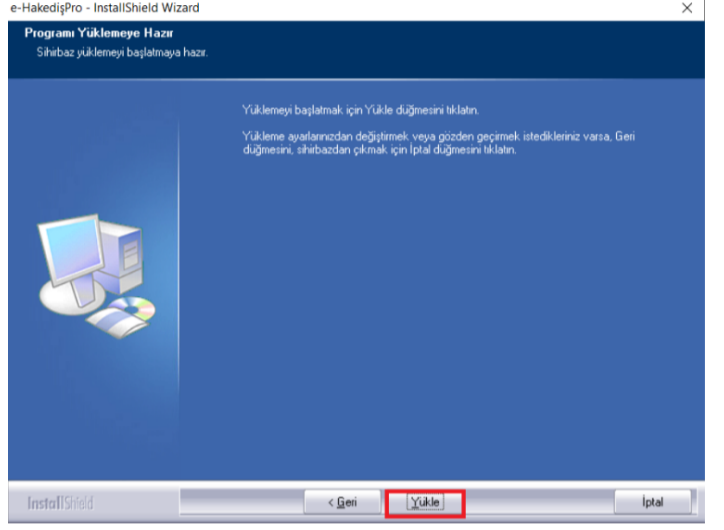 e-HakedişPro - InstallShield Wizard
Programı Yüklemeye Hazır
Sihirbaz yüklemeyi başlatmaya hazır.
Yüklemeyi başlatmak için Yükle düğmesini tıklatın.
Yükleme ayarlarınızdan değiştirmek veya gözden geçirmek istedikleriniz varsa, Geri
düğmesini, sihirbazdan çıkmak için İptal düğmesini tıklatın.
InstallShield
< Geri
Yükle
İptal